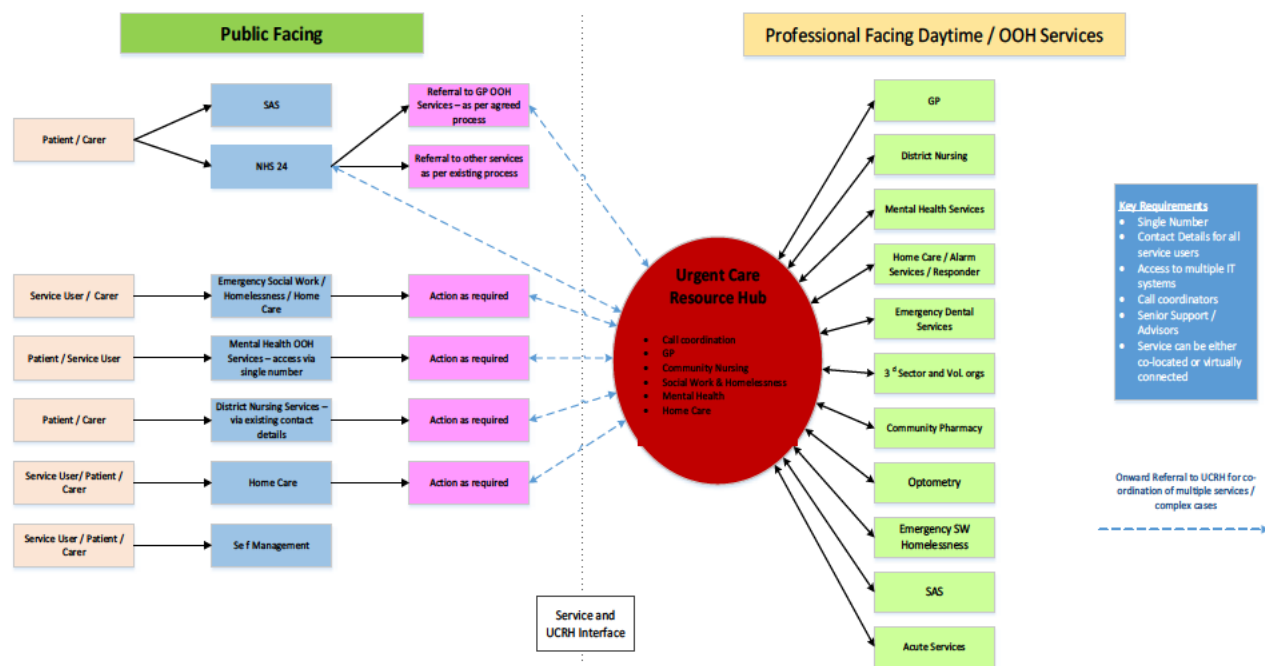 Public Facing
Professional Facing Daytime / OOH Services
Patient / Carer
SAS
NHS 24
Referral to GP OOH
Services – as per agreed
process
Referral to other services
as per existing process
Service User / Carer
Emergency Social Work /
Homelessness / Home
Care
Action as required
Patient / Service User
Mental Health OOH
Services – access via
single number
Action as required
Patient / Carer
District Nursing Services –
via existing contact
details
Action as required
Service User/ Patient /
Carer
Home Care
Action as required
Service User / Patient /
Carer
Se f Management
Service and
UCRH Interface
Urgent Care
Resource Hub
• Call coordination
• GP
• Community Nursing
• Social Work & Homelessness
• Mental Health
• Home Care
GP
District Nursing
Mental Health Services
Home Care / Alarm
Services / Responder
Emergency Dental
Services
3 rd Sector and Vol. orgs
Community Pharmacy
Optometry
Emergency SW
Homelessness
SAS
Acute Services
Key Requirements
• Single Number
• Contact Details for all
service users
• Access to multiple IT
systems
• Call coordinators
• Senior Support /
Advisors
• Service can be either
co-located or virtually
connected
Onward Referral to UCRH for co-
ordination of multiple services /
complex cases